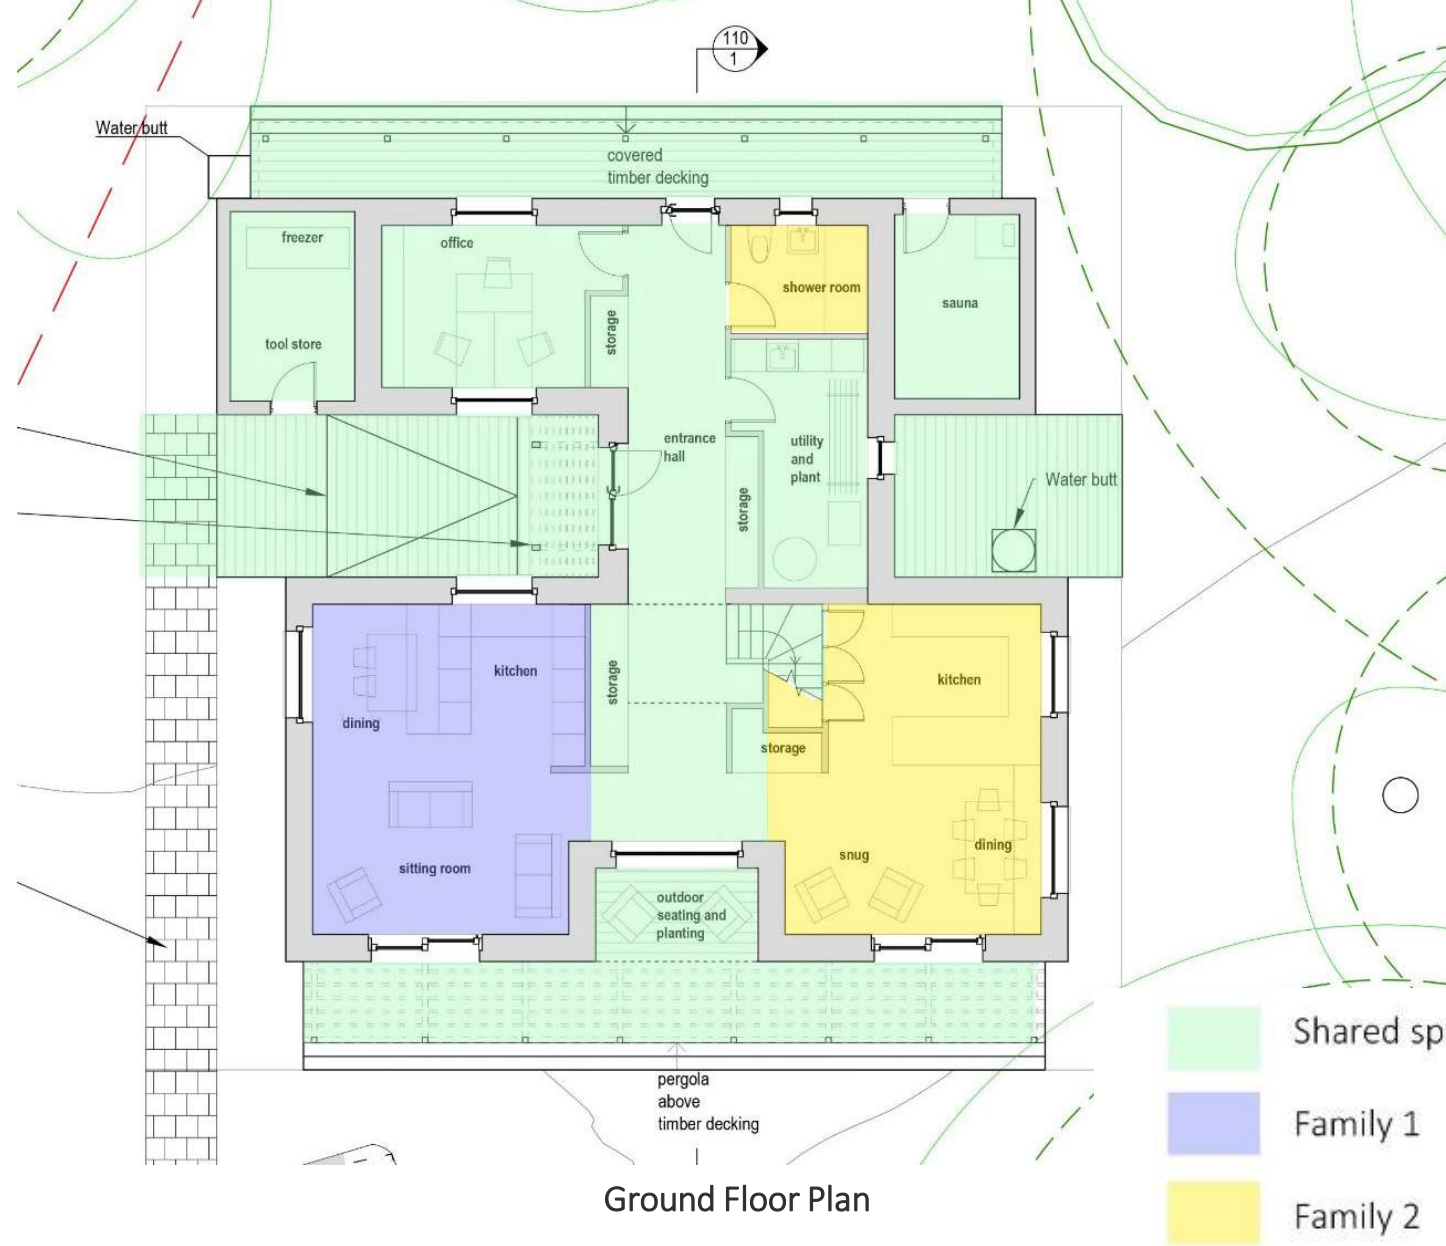 110
1
Water butt
covered
timber decking
freezer
office
shower room
sauna
storage
tool store
entrance
hall
utility
and
plant
storage
Water butt
kitchen
dining
storage
kitchen
storage
sitting room
snug
dining
outdoor
seating and
planting
pergola
above
timber decking
Ground Floor Plan
Shared sp
Family 1
Family 2